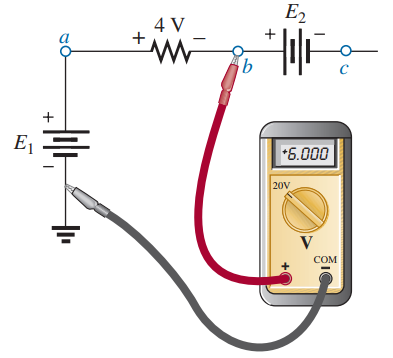 4 V
E2
+ −
+ −
a
b
c
+
E1
−
+6.000
20V
V
+
COM
−